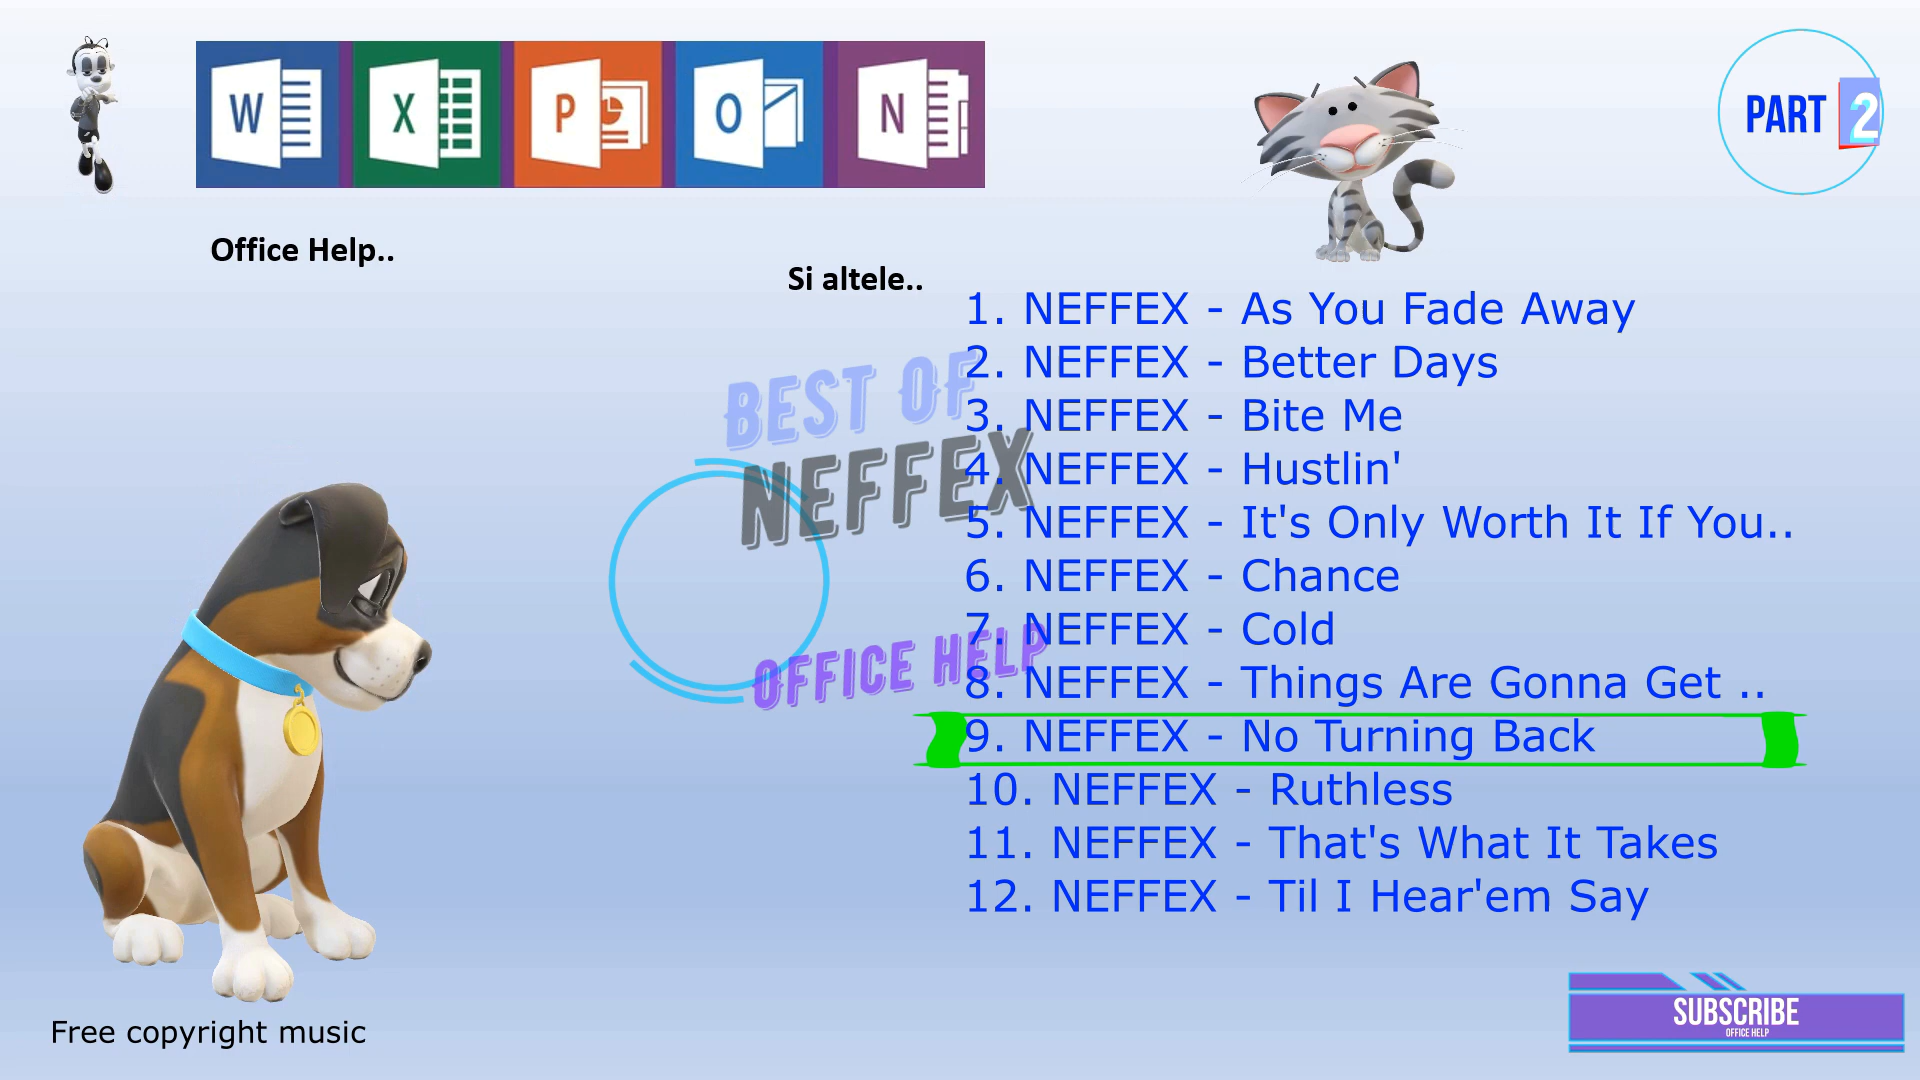 W X P O N
PART 2
Office Help..
Si altele..
1. NEFFEX - As You Fade Away
2. NEFFEX - Better Days
3. NEFFEX - Bite Me
4. NEFFEX - Hustlin'
5. NEFFEX - It's Only Worth It If You..
6. NEFFEX - Chance
7. NEFFEX - Cold
8. NEFFEX - Things Are Gonna Get ..
9. NEFFEX - No Turning Back
10. NEFFEX - Ruthless
11. NEFFEX - That's What It Takes
12. NEFFEX - Til I Hear'em Say
BEST OF
NEFFEX
OFFICE HELP
Free copyright music
SUBSCRIBE
OFFICE HELP